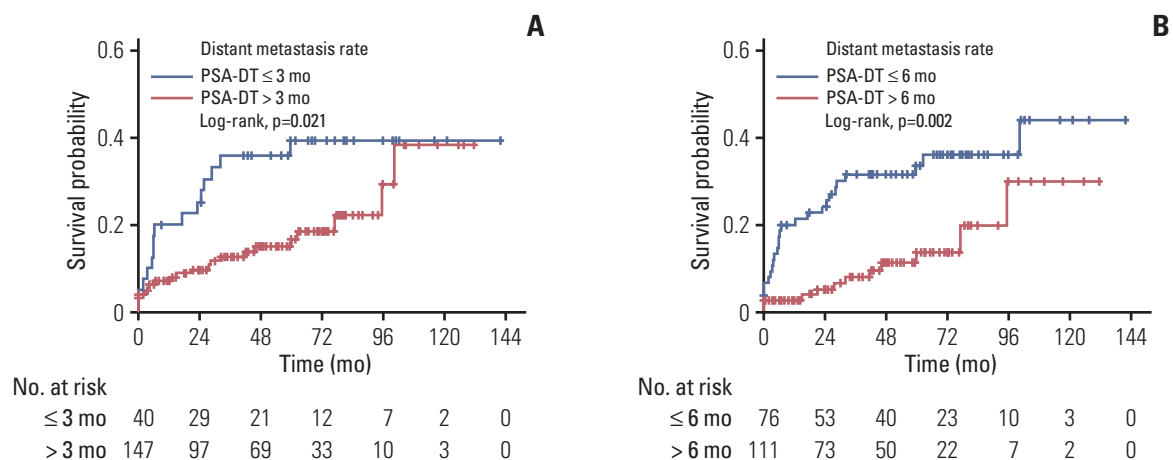 A
0.6
0.4
0.2
0
Survival probability
Distant metastasis rate
PSA-DT ≤ 3 mo
PSA-DT > 3 mo
Log-rank, p=0.021
0 24 48 72 96 120 144
Time (mo)
No. at risk
≤ 3 mo 40 29 21 12 7 2 0
> 3 mo 147 97 69 33 10 3 0
B
0.6
0.4
0.2
0
Survival probability
Distant metastasis rate
PSA-DT ≤ 6 mo
PSA-DT > 6 mo
Log-rank, p=0.002
0 24 48 72 96 120 144
Time (mo)
No. at risk
≤ 6 mo 76 53 40 23 10 3 0
> 6 mo 111 73 50 22 7 2 0